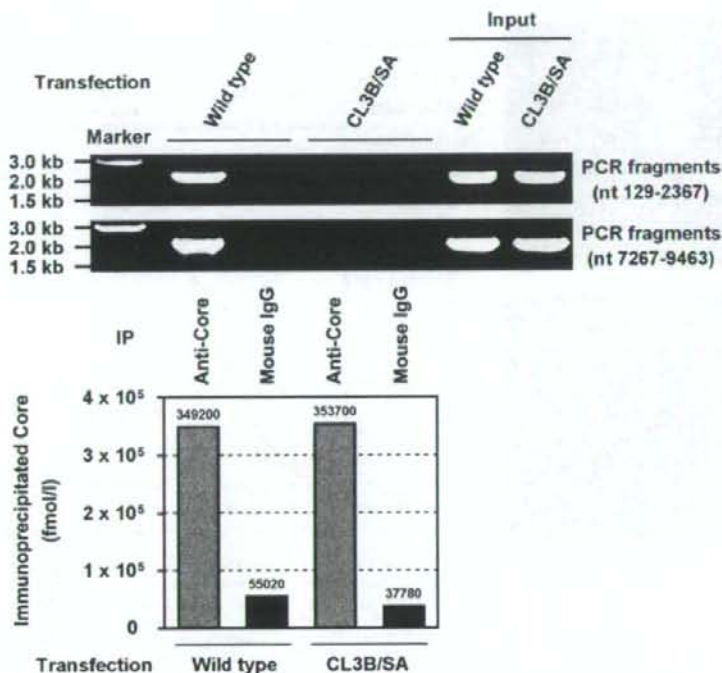 Input
Transfection
Wild type
CL3B/SA
Wild type
CL3B/SA
Marker
3.0 kb
2.0 kb
1.5 kb
PCR fragments
(nt 129-2367)
3.0 kb
2.0 kb
1.5 kb
PCR fragments
(nt 7267-9463)
IP
Anti-Core
Mouse IgG
Anti-Core
Mouse IgG
Immunoprecipitated Core
(fmol/l)
4 x 10⁵
3 x 10⁵
2 x 10⁵
1 x 10⁵
0
349200
55020
353700
37780
Transfection
Wild type
CL3B/SA